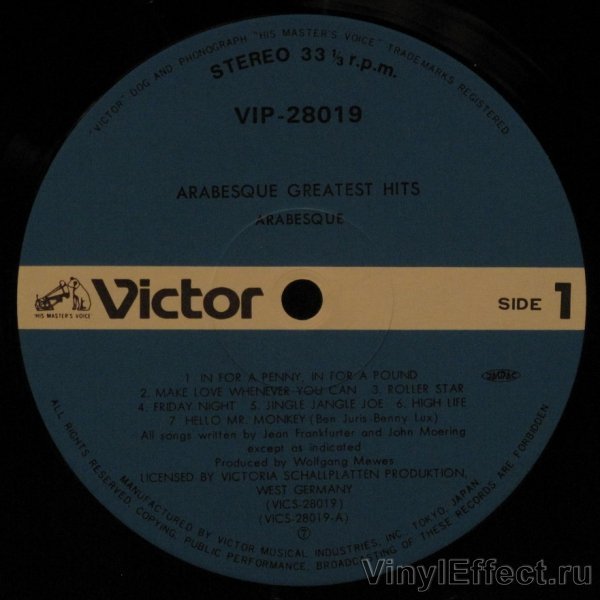 "VICTOR" DOG AND PHONOGRAPH "HIS MASTER'S VOICE" TRADEMARKS REGISTERED
STEREO 33 1/3 r.p.m.
VIP-28019
ARABESQUE GREATEST HITS
ARABESQUE
"HIS MASTER'S VOICE"
Victor
SIDE 1
1 IN FOR A PENNY, IN FOR A POUND
2. MAKE LOVE WHENEVER YOU CAN 3. ROLLER STAR
4. FRIDAY NIGHT 5. JINGLE JANGLE JOE 6. HIGH LIFE
7 HELLO MR. MONKEY (Ben Juris-Benny Lux)
All songs written by Jean Frankfurter and John Moering
except as indicated
Produced by Wolfgang Mewes
LICENSED BY VICTORIA SCHALLPLATTEN PRODUKTION,
WEST GERMANY
(VICS-28019)
(VICS-28019-A)
⑦
MANUFACTURED BY VICTOR MUSICAL INDUSTRIES, INC. TOKYO, JAPAN
ALL RIGHTS RESERVED, COPYING, PUBLIC PERFORMANCE, BROADCASTING OF THESE RECORDS ARE FORBIDDEN
VinylEffect.ru